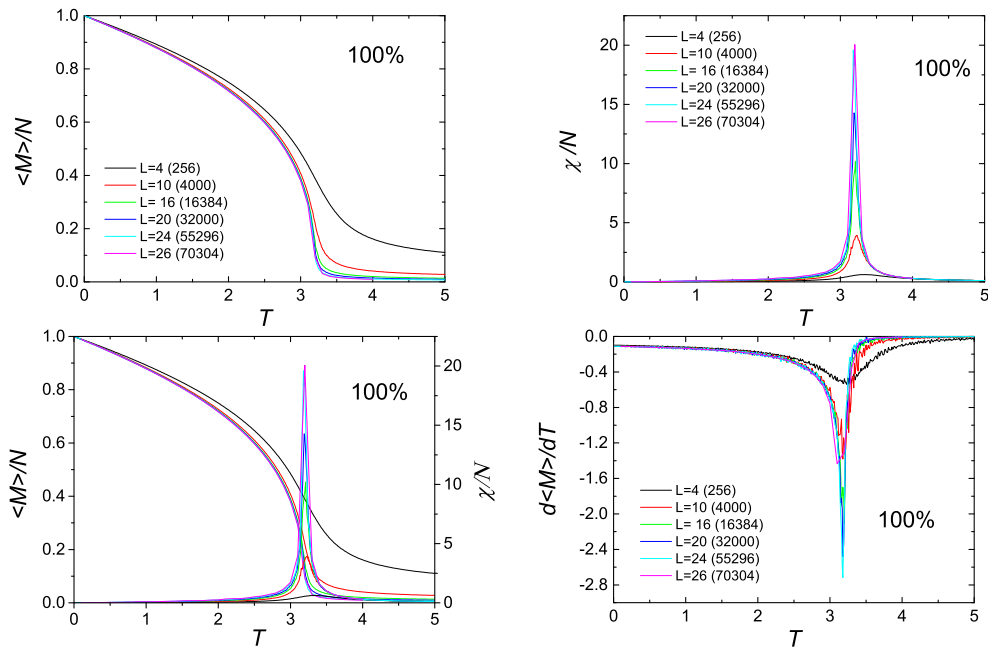 <M>/N
1.0
0.8
0.6
0.4
0.2
0.0
100%
L=4 (256)
L=10 (4000)
L= 16 (16384)
L=20 (32000)
L=24 (55296)
L=26 (70304)
0 1 2 3 4 5
T
χ/N
20
15
10
5
0
L=4 (256)
L=10 (4000)
L= 16 (16384)
L=20 (32000)
L=24 (55296)
L=26 (70304)
100%
0 1 2 3 4 5
T
<M>/N
1.0
0.8
0.6
0.4
0.2
0.0
100%
20
15
10
5
0
χ/N
0 1 2 3 4 5
T
d<M>/dT
0.0
-0.4
-0.8
-1.2
-1.6
-2.0
-2.4
-2.8
L=4 (256)
L=10 (4000)
L= 16 (16384)
L=20 (32000)
L=24 (55296)
L=26 (70304)
100%
0 1 2 3 4 5
T